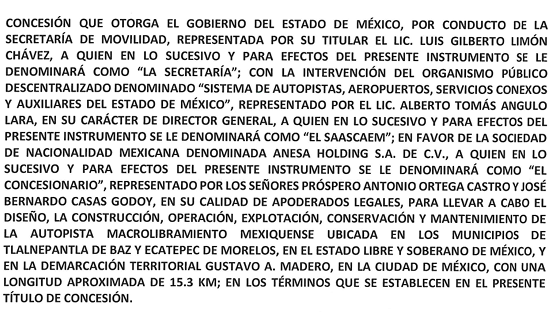 CONCESIÓN QUE OTORGA EL GOBIERNO DEL ESTADO DE MÉXICO, POR CONDUCTO DE LA
SECRETARÍA DE MOVILIDAD, REPRESENTADA POR SU TITULAR EL LIC. LUIS GILBERTO LIMÓN
CHÁVEZ, A QUIEN EN LO SUCESIVO Y PARA EFECTOS DEL PRESENTE INSTRUMENTO SE LE
DENOMINARÁ COMO "LA SECRETARÍA"; CON LA INTERVENCIÓN DEL ORGANISMO PÚBLICO
DESCENTRALIZADO DENOMINADO "SISTEMA DE AUTOPISTAS, AEROPUERTOS, SERVICIOS CONEXOS
Y AUXILIARES DEL ESTADO DE MÉXICO", REPRESENTADO POR EL LIC. ALBERTO TOMÁS ANGULO
LARA, EN SU CARÁCTER DE DIRECTOR GENERAL, A QUIEN EN LO SUCESIVO Y PARA EFECTOS DEL
PRESENTE INSTRUMENTO SE LE DENOMINARÁ COMO "EL SAASCAEM"; EN FAVOR DE LA SOCIEDAD
DE NACIONALIDAD MEXICANA DENOMINADA ANESA HOLDING S.A. DE C.V., A QUIEN EN LO
SUCESIVO Y PARA EFECTOS DEL PRESENTE INSTRUMENTO SE LE DENOMINARÁ COMO "EL
CONCESIONARIO", REPRESENTADO POR LOS SEÑORES PRÓSPERO ANTONIO ORTEGA CASTRO Y JOSÉ
BERNARDO CASAS GODOY, EN SU CALIDAD DE APODERADOS LEGALES, PARA LLEVAR A CABO EL
DISEÑO, LA CONSTRUCCIÓN, OPERACIÓN, EXPLOTACIÓN, CONSERVACIÓN Y MANTENIMIENTO DE
LA AUTOPISTA MACROLIBRAMIENTO MEXIQUENSE UBICADA EN LOS MUNICIPIOS DE
TLALNEPANTLA DE BAZ Y ECATEPEC DE MORELOS, EN EL ESTADO LIBRE Y SOBERANO DE MÉXICO, Y
EN LA DEMARCACIÓN TERRITORIAL GUSTAVO A. MADERO, EN LA CIUDAD DE MÉXICO, CON UNA
LONGITUD APROXIMADA DE 15.3 KM; EN LOS TÉRMINOS QUE SE ESTABLECEN EN EL PRESENTE
TÍTULO DE CONCESIÓN.